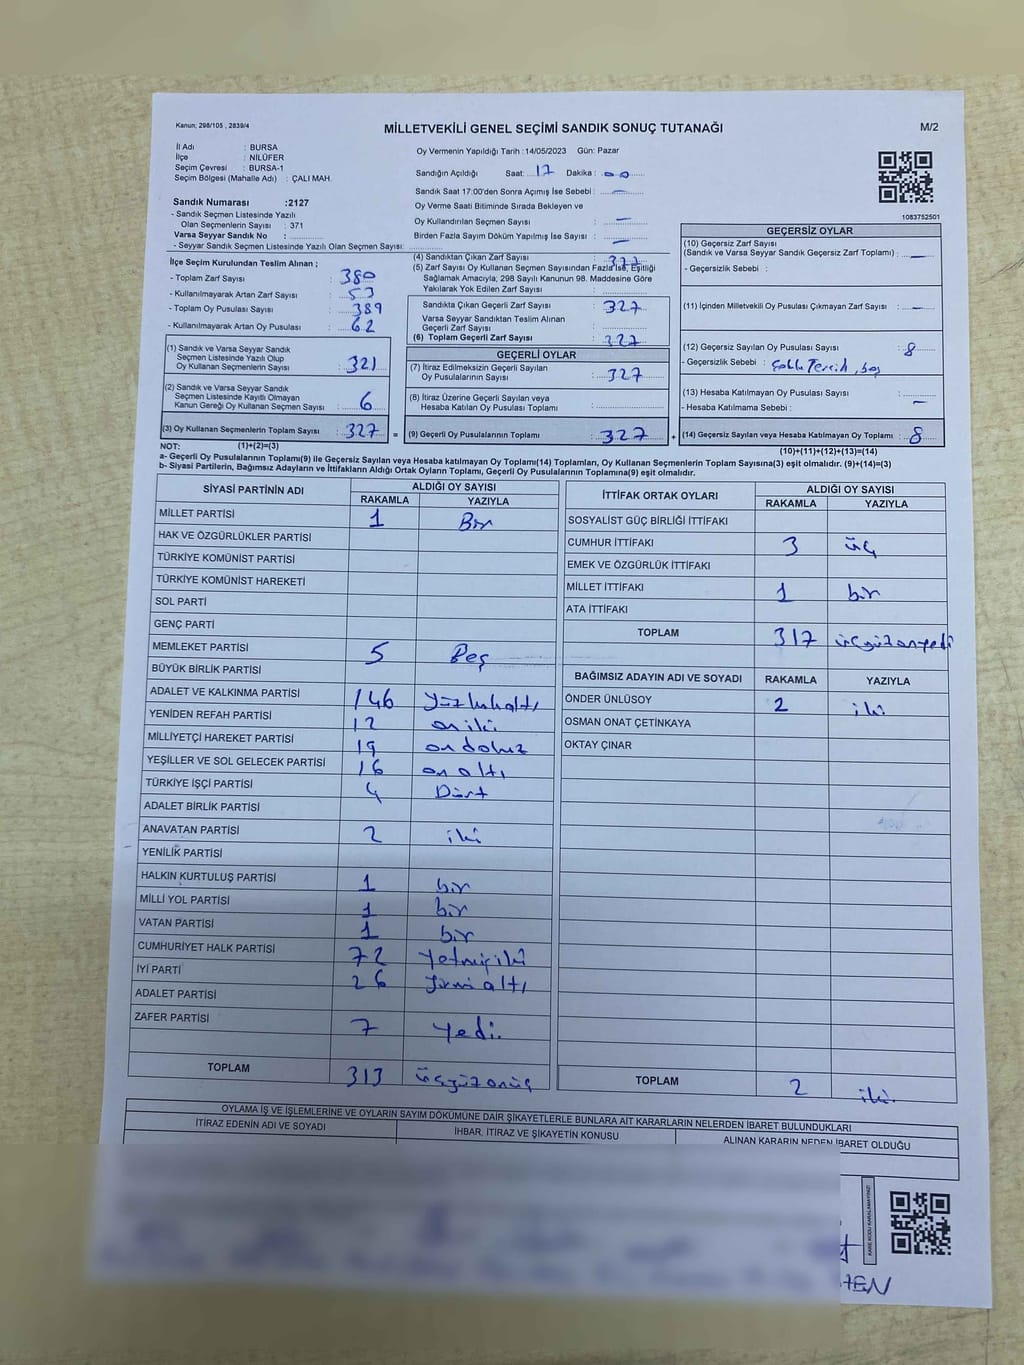 Kanun; 298/105 , 2839/4
MİLLETVEKİLİ GENEL SEÇİMİ SANDIK SONUÇ TUTANAĞI
M/2
İl Adı : BURSA
İlçe : NİLÜFER
Seçim Çevresi : BURSA-1
Seçim Bölgesi (Mahalle Adı) : ÇALI MAH.
Sandık Numarası :2127
- Sandık Seçmen Listesinde Yazılı
Olan Seçmenlerin Sayısı : 371
Varsa Seyyar Sandık No :
- Seyyar Sandık Seçmen Listesinde Yazılı Olan Seçmen Sayısı:
Oy Vermenin Yapıldığı Tarih :14/05/2023 Gün: Pazar
Sandığın Açıldığı Saat: 17 Dakika : 00
Sandık Saat 17:00'den Sonra Açımış İse Sebebi : —
Oy Verme Saati Bitiminde Sırada Bekleyen ve
Oy Kullandırılan Seçmen Sayısı : —
Birden Fazla Sayım Döküm Yapılmış İse Sayısı : —
1083752501
İlçe Seçim Kurulundan Teslim Alınan ;
- Toplam Zarf Sayısı : 380
- Kullanılmayarak Artan Zarf Sayısı : 53
- Toplam Oy Pusulası Sayısı : 389
- Kullanılmayarak Artan Oy Pusulası : 62
(1) Sandık ve Varsa Seyyar Sandık
Seçmen Listesinde Yazılı Olup
Oy Kullanan Seçmenlerin Sayısı : 321
(2) Sandık ve Varsa Seyyar Sandık
Seçmen Listesinde Kayıtlı Olmayan
Kanun Gereği Oy Kullanan Seçmen Sayısı : 6
(3) Oy Kullanan Seçmenlerin Toplam Sayısı : 327
(4) Sandıktan Çıkan Zarf Sayısı : 327
(5) Zarf Sayısı Oy Kullanan Seçmen Sayısından Fazla İse, Eşitliği
Sağlamak Amacıyla; 298 Sayılı Kanunun 98. Maddesine Göre
Yakılarak Yok Edilen Zarf Sayısı :
Sandıkta Çıkan Geçerli Zarf Sayısı : 327
Varsa Seyyar Sandıktan Teslim Alınan
Geçerli Zarf Sayısı :
(6) Toplam Geçerli Zarf Sayısı : 327
GEÇERLİ OYLAR
(7) İtiraz Edilmeksizin Geçerli Sayılan
Oy Pusulalarının Sayısı : 327
(8) İtiraz Üzerine Geçerli Sayılan veya
Hesaba Katılan Oy Pusulası Toplamı :
= (9) Geçerli Oy Pusulalarının Toplamı : 327
GEÇERSİZ OYLAR
(10) Geçersiz Zarf Sayısı
(Sandık ve Varsa Seyyar Sandık Geçersiz Zarf Toplamı) : —
- Geçersizlik Sebebi :
(11) İçinden Milletvekili Oy Pusulası Çıkmayan Zarf Sayısı : —
(12) Geçersiz Sayılan Oy Pusulası Sayısı : 8
- Geçersizlik Sebebi : Çoklu Tercih, boş
(13) Hesaba Katılmayan Oy Pusulası Sayısı : —
- Hesaba Katılmama Sebebi :
+ (14) Geçersiz Sayılan veya Hesaba Katılmayan Oy Toplamı : 8
NOT: (1)+(2)=(3)
(10)+(11)+(12)+(13)=(14)
a- Geçerli Oy Pusulalarının Toplamı(9) ile Geçersiz Sayılan veya Hesaba katılmayan Oy Toplamı(14) Toplamları, Oy Kullanan Seçmenlerin Toplam Sayısına(3) eşit olmalıdır. (9)+(14)=(3)
b- Siyasi Partilerin, Bağımsız Adayların ve İttifakların Aldığı Ortak Oyların Toplamı, Geçerli Oy Pusulalarının Toplamına(9) eşit olmalıdır.
SİYASİ PARTİNİN ADI ALDIĞI OY SAYISI
RAKAMLA YAZIYLA
MİLLET PARTİSİ 1 Bir
HAK VE ÖZGÜRLÜKLER PARTİSİ
TÜRKİYE KOMÜNİST PARTİSİ
TÜRKİYE KOMÜNİST HAREKETİ
SOL PARTİ
GENÇ PARTİ
MEMLEKET PARTİSİ 5 Beş
BÜYÜK BİRLİK PARTİSİ
ADALET VE KALKINMA PARTİSİ 146 yüzkırkaltı
YENİDEN REFAH PARTİSİ 12 on iki
MİLLİYETÇİ HAREKET PARTİSİ 19 on dokuz
YEŞİLLER VE SOL GELECEK PARTİSİ 16 on altı
TÜRKİYE İŞÇİ PARTİSİ 4 Dört
ADALET BİRLİK PARTİSİ
ANAVATAN PARTİSİ 2 iki
YENİLİK PARTİSİ
HALKIN KURTULUŞ PARTİSİ 1 bir
MİLLİ YOL PARTİSİ 1 bir
VATAN PARTİSİ 1 bir
CUMHURİYET HALK PARTİSİ 72 yetmişiki
İYİ PARTİ 26 yirmi altı
ADALET PARTİSİ
ZAFER PARTİSİ 7 yedi.
TOPLAM 313 üçyüzonüç
İTTİFAK ORTAK OYLARI ALDIĞI OY SAYISI
RAKAMLA YAZIYLA
SOSYALİST GÜÇ BİRLİĞİ İTTİFAKI
CUMHUR İTTİFAKI 3 üç
EMEK VE ÖZGÜRLÜK İTTİFAKI
MİLLET İTTİFAKI 1 bir
ATA İTTİFAKI
TOPLAM 317 üçyüzonyedi
BAĞIMSIZ ADAYIN ADI VE SOYADI RAKAMLA YAZIYLA
ÖNDER ÜNLÜSOY 2 iki
OSMAN ONAT ÇETİNKAYA
OKTAY ÇINAR
TOPLAM 2 iki.
OYLAMA İŞ VE İŞLEMLERİNE VE OYLARIN SAYIM DÖKÜMÜNE DAİR ŞİKAYETLERLE BUNLARA AİT KARARLARIN NELERDEN İBARET BULUNDUKLARI
İTİRAZ EDENİN ADI VE SOYADI
İHBAR, İTİRAZ VE ŞİKAYETİN KONUSU
ALINAN KARARIN NEDEN İBARET OLDUĞU
KARE KODU KARALAMAYINIZ!